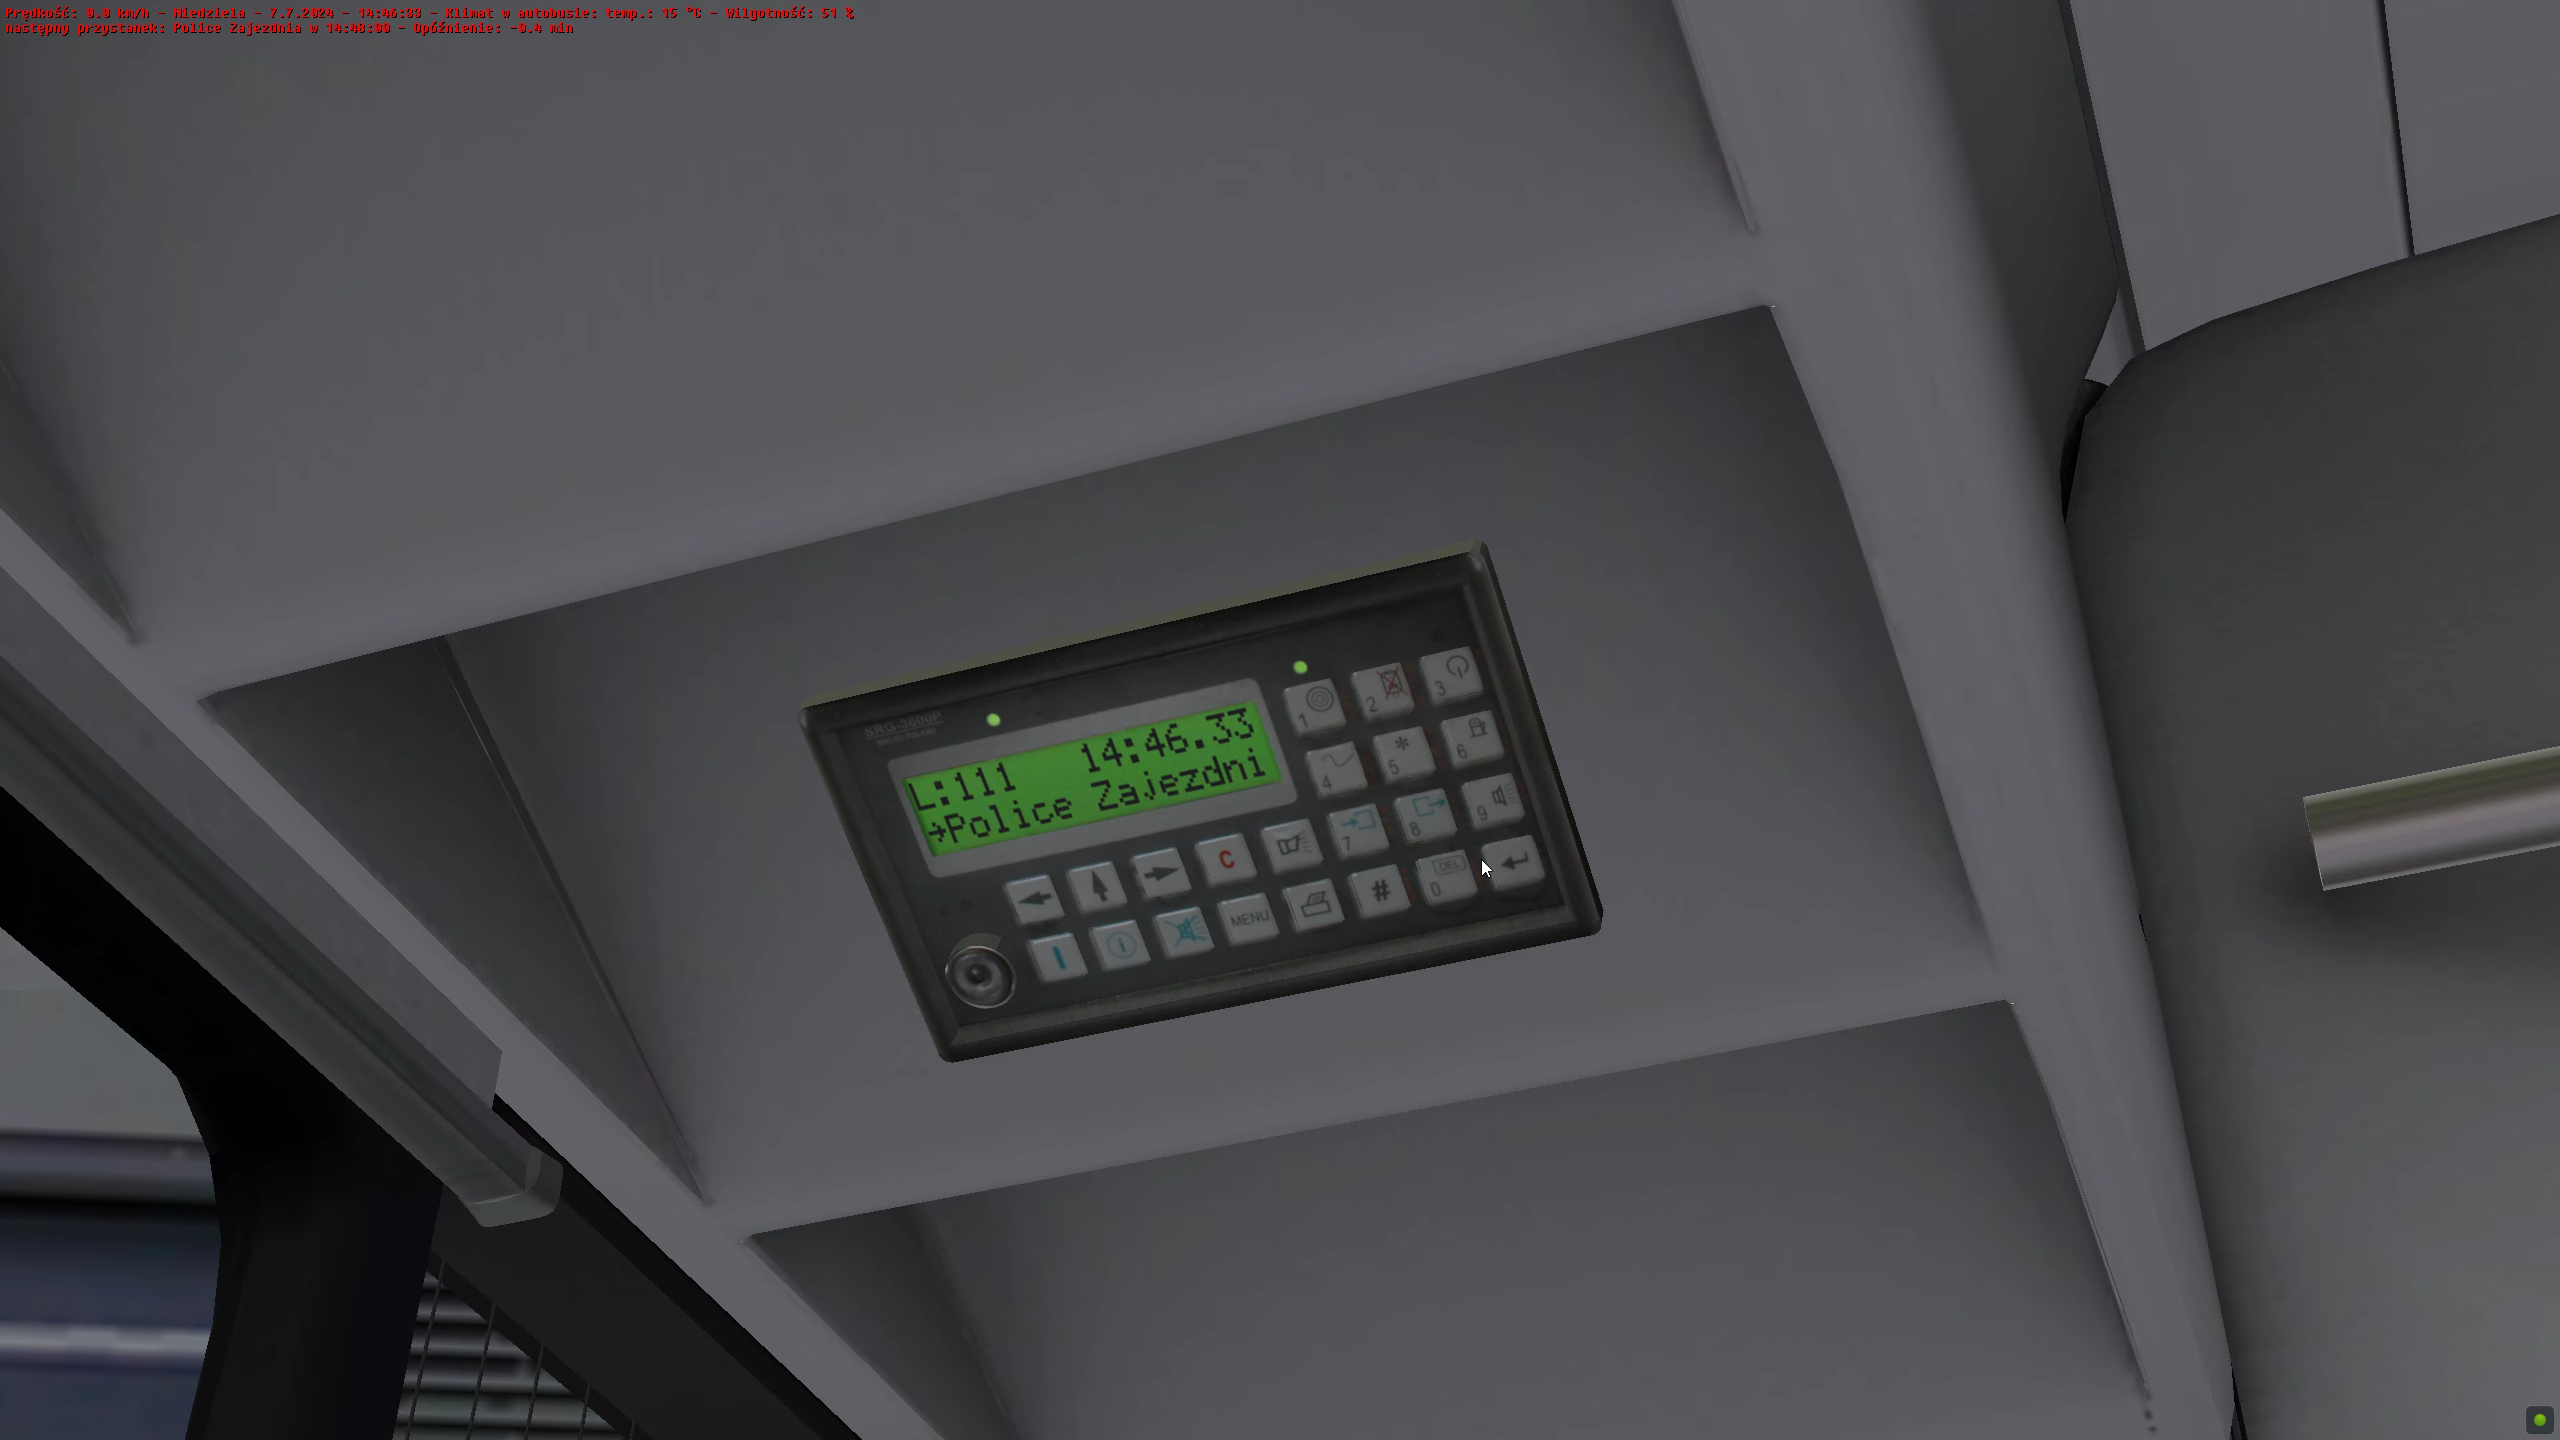 Prędkość: 0.0 km/h - Niedziela - 7.7.2024 - 14:46:33 - Klimat w autobusie: temp.: 15 °C - Wilgotność: 51 %
następny przystanek: Police Zajezdnia w 14:48:00 - Opóźnienie: -0.4 min
SRG-3000P
L:111 14:46.33
→Police Zajezdni
1 2 3
4 * 5 6
7 8 9
C
MENU # DEL 0